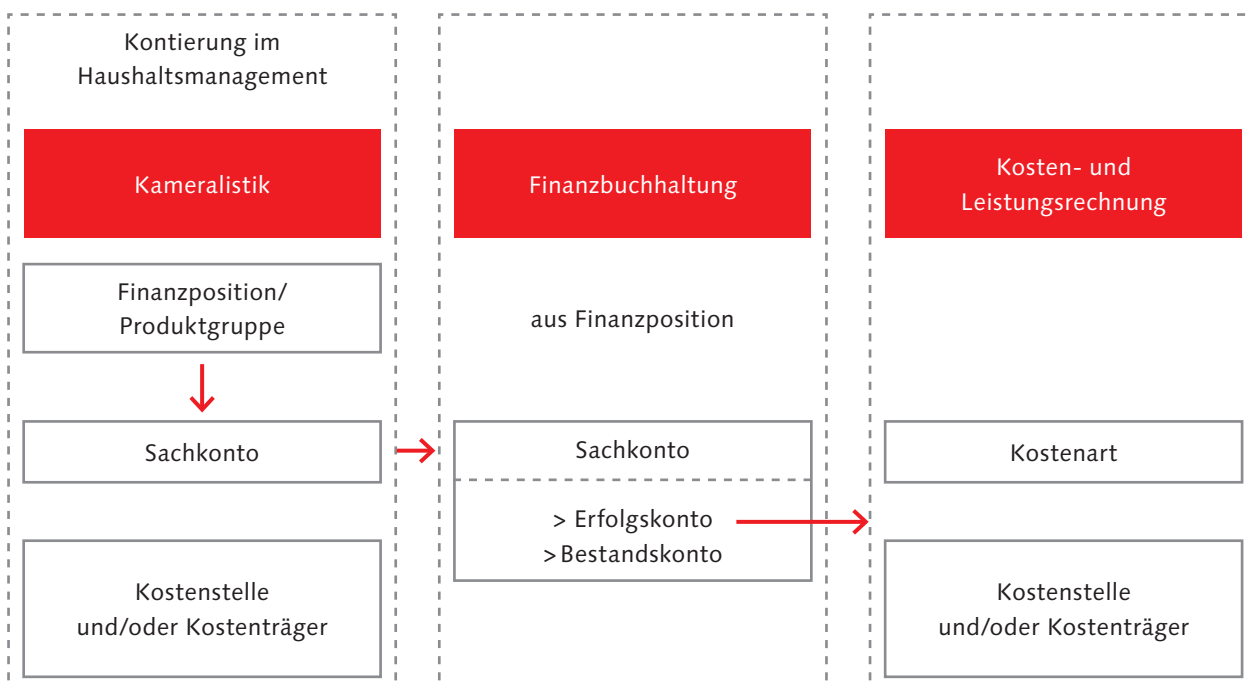 Kontierung im
Haushaltsmanagement
Kameralistik
Finanzposition/
Produktgruppe
Sachkonto
Kostenstelle
und/oder Kostenträger
Finanzbuchhaltung
aus Finanzposition
Sachkonto
> Erfolgskonto
> Bestandskonto
Kosten- und
Leistungsrechnung
Kostenart
Kostenstelle
und/oder Kostenträger